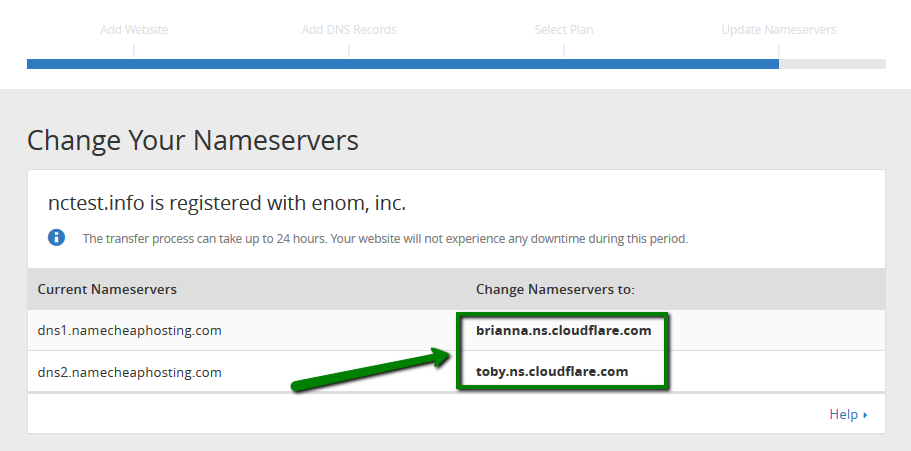 Add Website
Add DNS Records
Select Plan
Update Nameservers
Change Your Nameservers
nctest.info is registered with enom, inc.
The transfer process can take up to 24 hours. Your website will not experience any downtime during this period.
Current Nameservers
Change Nameservers to:
dns1.namecheaphosting.com
brianna.ns.cloudflare.com
dns2.namecheaphosting.com
toby.ns.cloudflare.com
Help